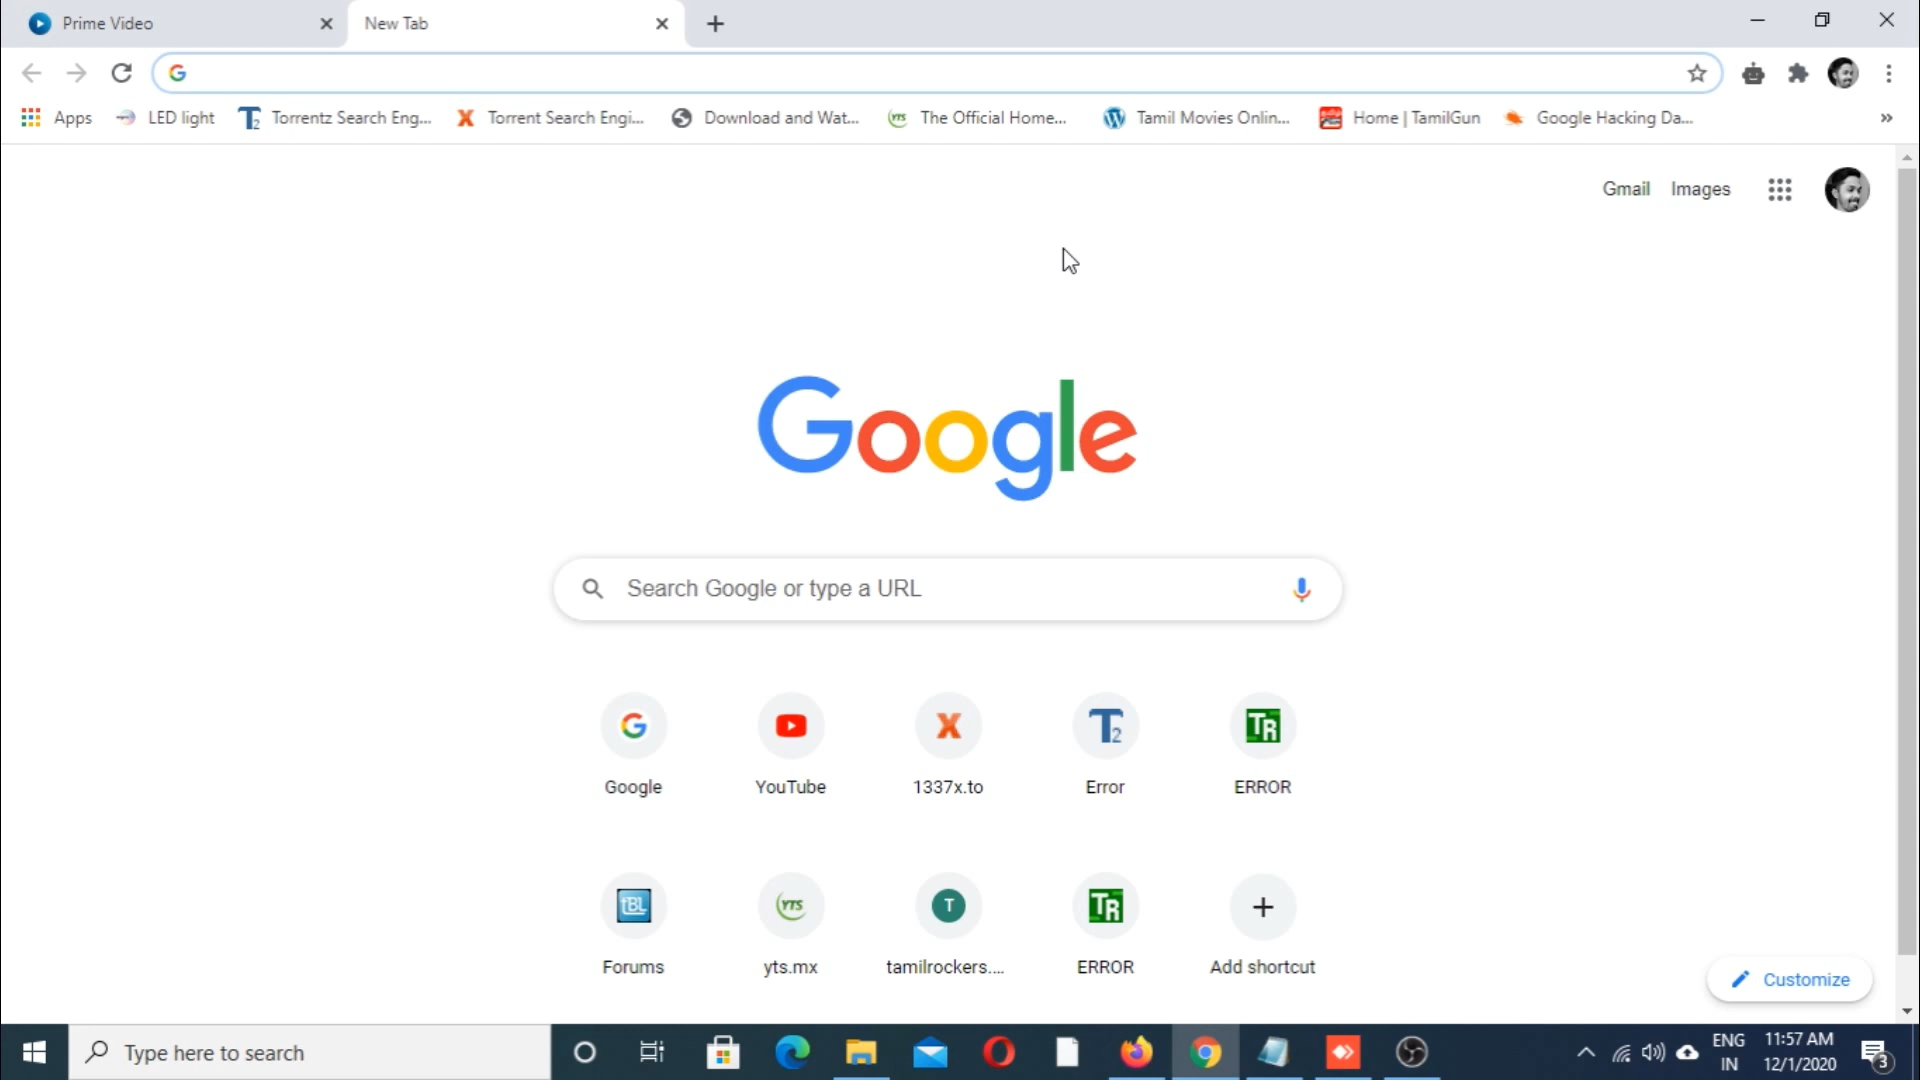 Prime Video
New Tab
Apps LED light Torrentz Search Eng... Torrent Search Engi... Download and Wat... The Official Home... Tamil Movies Onlin... Home | TamilGun Google Hacking Da...
Gmail Images
Google
Search Google or type a URL
Google YouTube 1337x.to Error ERROR
Forums yts.mx tamilrockers.... ERROR Add shortcut
Customize
Type here to search
ENG
IN
11:57 AM
12/1/2020
3